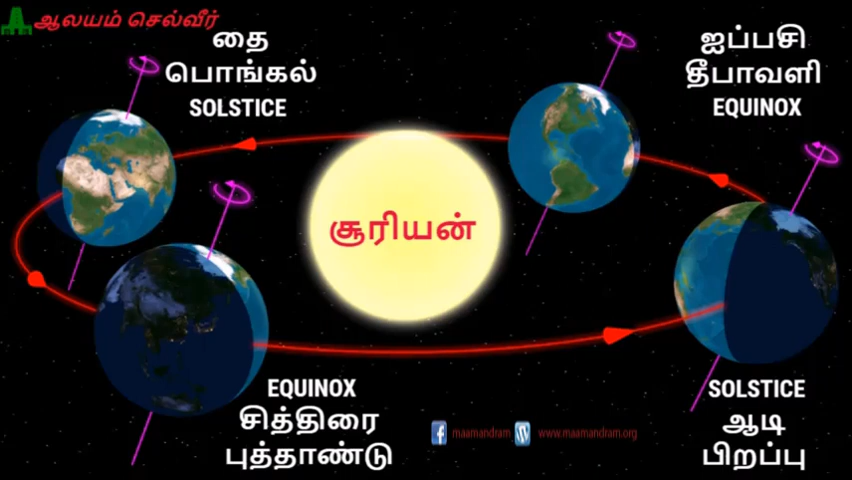 ஆலயம் செல்வீர்
தை
பொங்கல்
SOLSTICE
ஐப்பசி
தீபாவளி
EQUINOX
சூரியன்
EQUINOX
சித்திரை
புத்தாண்டு
SOLSTICE
ஆடி
பிறப்பு
maamandram www.maamandram.org